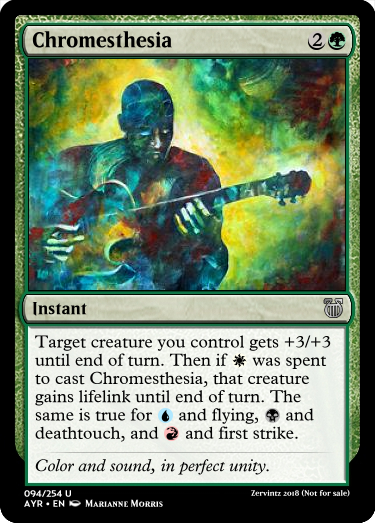 Chromesthesia 2
Instant
Target creature you control gets +3/+3
until end of turn. Then if was spent
to cast Chromesthesia, that creature
gains lifelink until end of turn. The
same is true for and flying, and
deathtouch, and and first strike.
Color and sound, in perfect unity.
094/254 U
AYR • EN Marianne Morris
Zervintz 2018 (Not for sale)